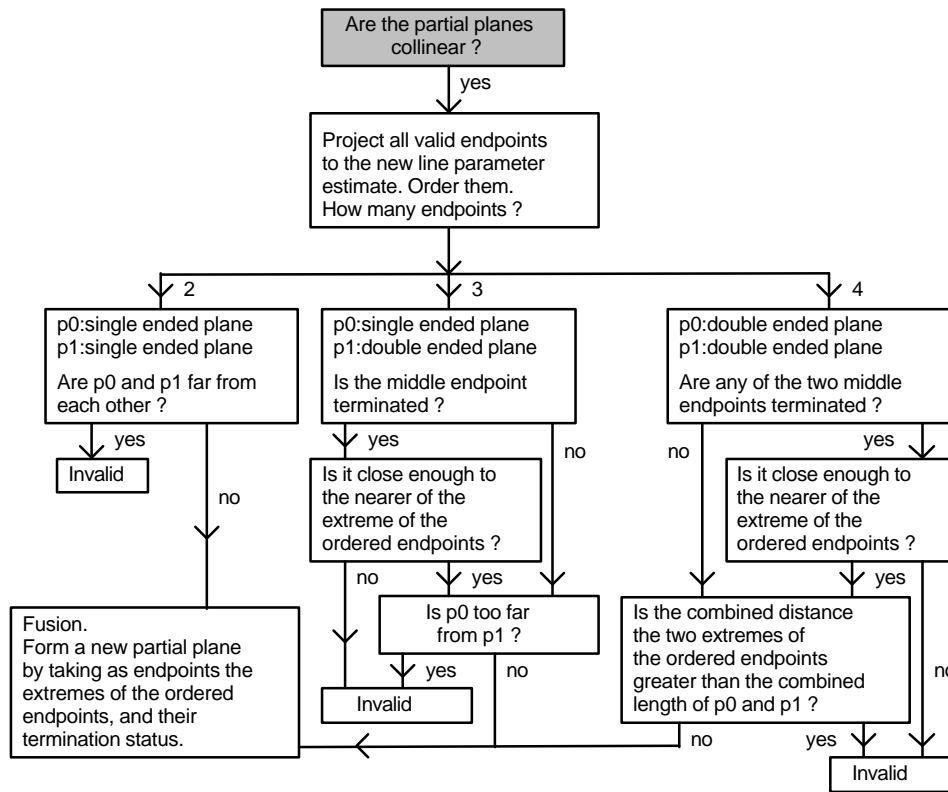 Are the partial planes
collinear ?
yes
Project all valid endpoints
to the new line parameter
estimate. Order them.
How many endpoints ?
2
3
4
p0:single ended plane
p1:single ended plane
Are p0 and p1 far from
each other ?
yes
Invalid
no
p0:single ended plane
p1:double ended plane
Is the middle endpoint
terminated ?
yes
no
Is it close enough to
the nearer of the
extreme of the
ordered endpoints ?
no
yes
Is p0 too far
from p1 ?
yes
no
Invalid
p0:double ended plane
p1:double ended plane
Are any of the two middle
endpoints terminated ?
no
yes
Is it close enough to
the nearer of the
extreme of the
ordered endpoints ?
yes
no
Is the combined distance
the two extremes of
the ordered endpoints
greater than the combined
length of p0 and p1 ?
no
yes
Invalid
Fusion.
Form a new partial plane
by taking as endpoints the
extremes of the ordered
endpoints, and their
termination status.